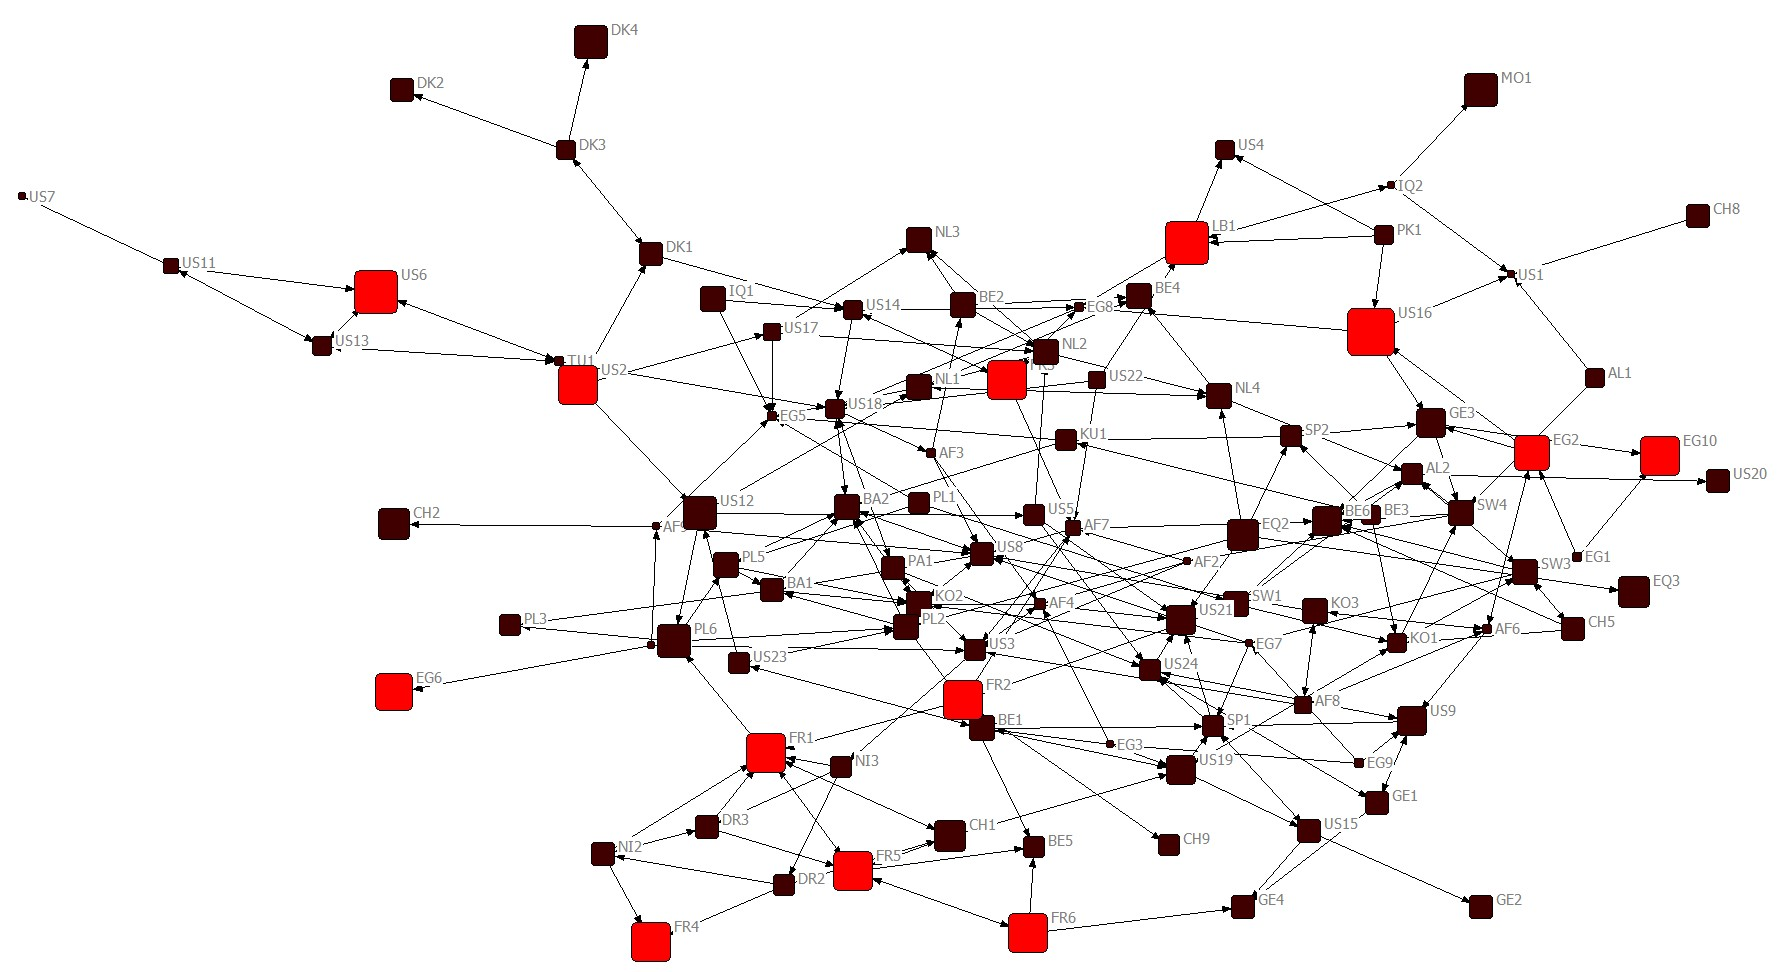 DK4
DK2
MO1
DK3
US4
IQ2
US7
CH8
LB1
PK1
NL3
DK1
US11
US6
US1
IQ1
BE2
BE4
EG8
US14
US16
US17
US13
NL2
TU1
US2
FR3
US22
AL1
NL1
NL4
US18
EG5
GE3
SP2
KU1
EG2
EG10
AF3
AL2
US20
US12
BA2
PL1
US5
BE6
BE3
SW4
CH2
AF9
AF7
EQ2
US8
PL5
PA1
AF2
EG1
SW3
BA1
KO2
AF4
SW1
EQ3
KO3
PL3
PL2
US21
AF6
CH5
PL6
US3
EG7
KO1
US23
US24
EG6
FR2
AF8
US9
BE1
SP1
FR1
EG3
NI3
US19
EG9
GE1
DR3
CH1
US15
NI2
BE5
CH9
FR5
DR2
GE4
GE2
FR4
FR6